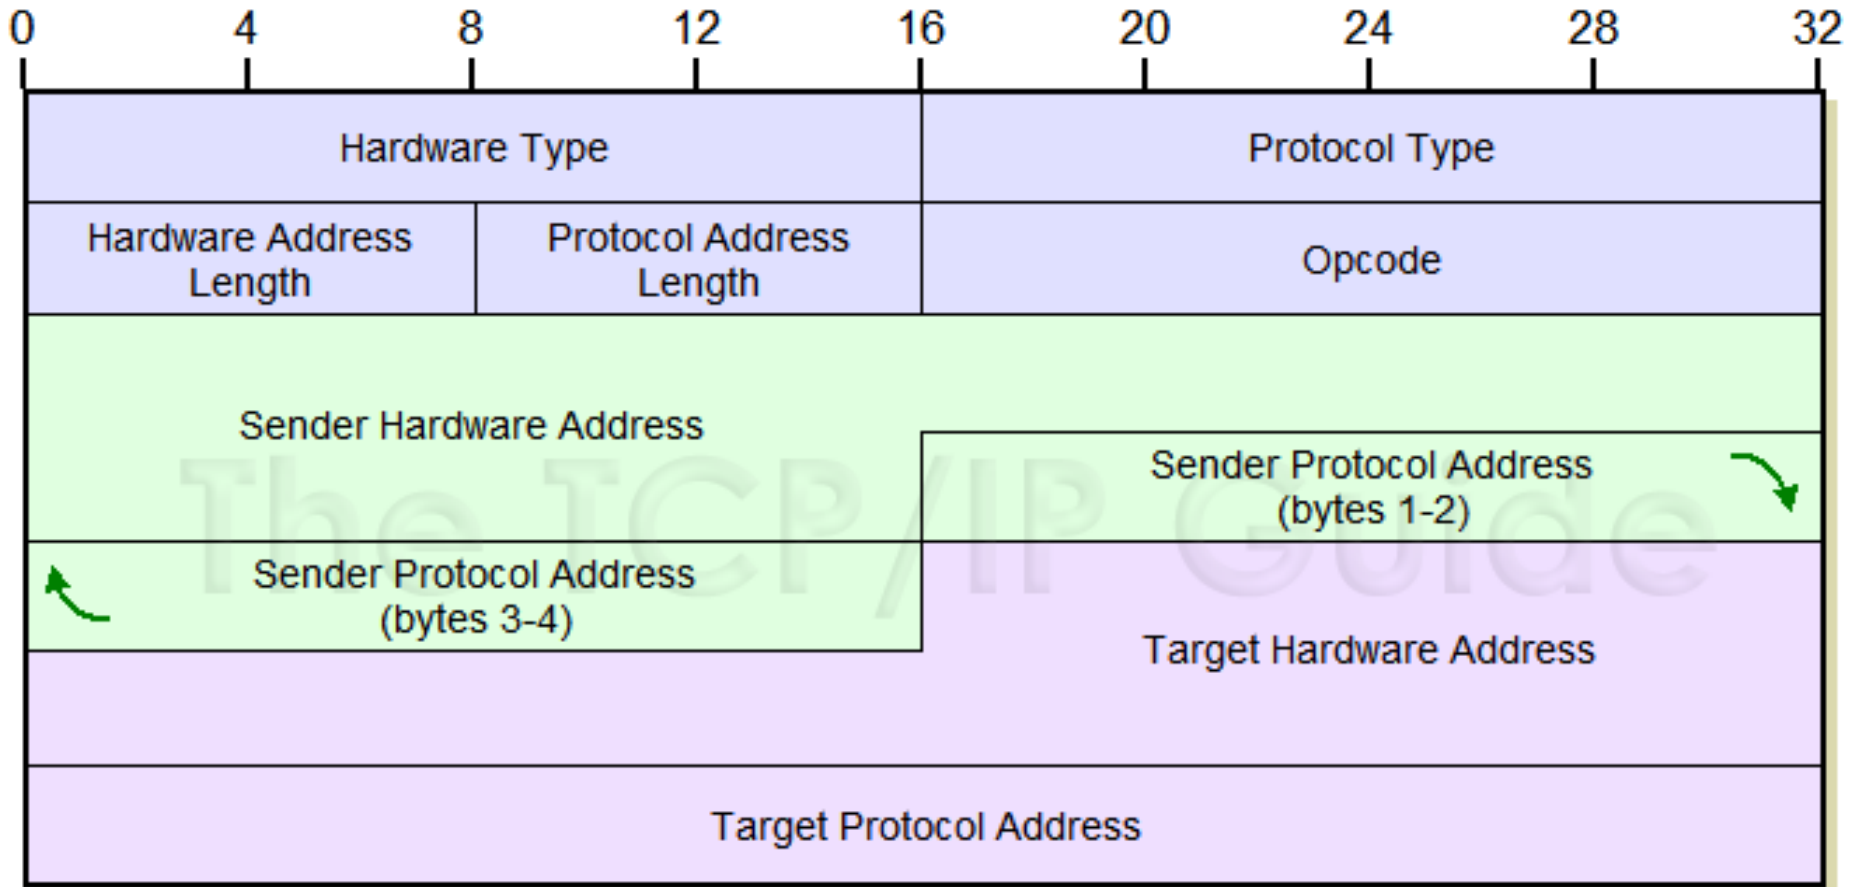 0 4 8 12 16 20 24 28 32
Hardware Type
Protocol Type
Hardware Address
Length
Protocol Address
Length
Opcode
Sender Hardware Address
Sender Protocol Address
(bytes 1-2)
The TCP/IP Guide
Sender Protocol Address
(bytes 3-4)
Target Hardware Address
Target Protocol Address